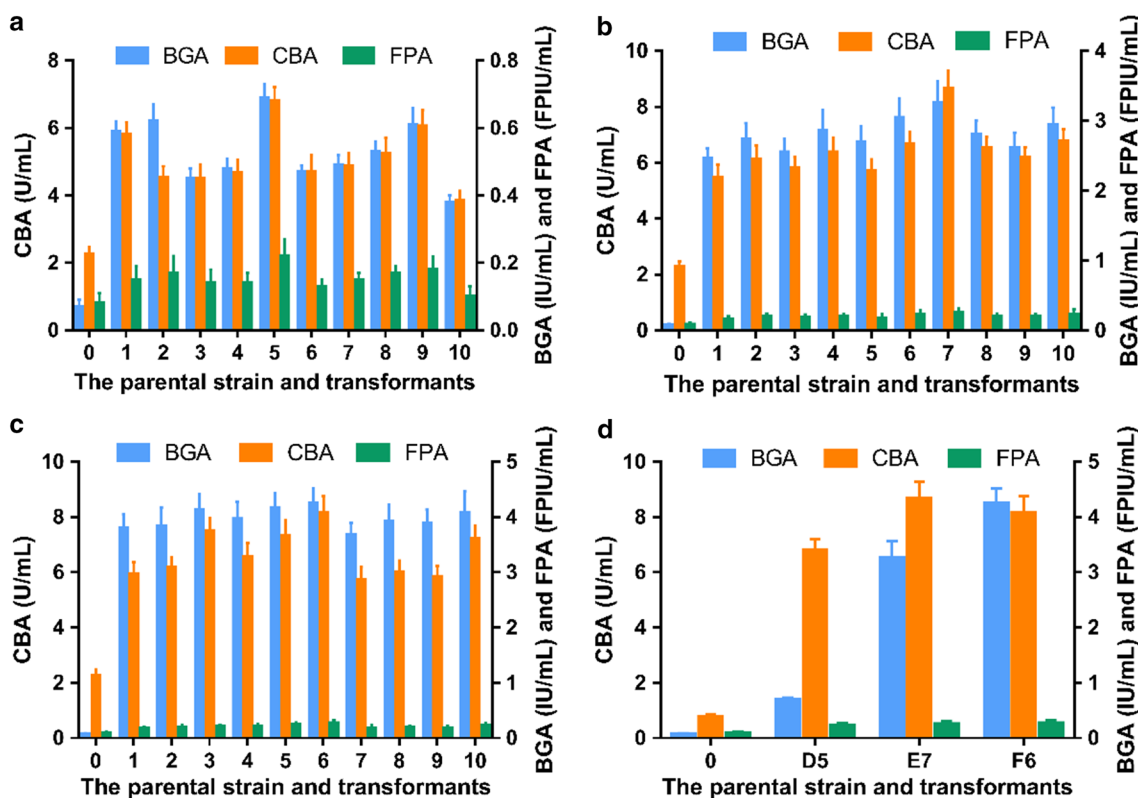 a
BGA CBA FPA
CBA (U/mL)
8
6
4
2
0
BGA (IU/mL) and FPA (FPIU/mL)
0.8
0.6
0.4
0.2
0.0
0 1 2 3 4 5 6 7 8 9 10
The parental strain and transformants
b
BGA CBA FPA
CBA (U/mL)
10
8
6
4
2
0
BGA (IU/mL) and FPA (FPIU/mL)
4
3
2
1
0
0 1 2 3 4 5 6 7 8 9 10
The parental strain and transformants
c
BGA CBA FPA
CBA (U/mL)
10
8
6
4
2
0
BGA (IU/mL) and FPA (FPIU/mL)
5
4
3
2
1
0
0 1 2 3 4 5 6 7 8 9 10
The parental strain and transformants
d
BGA CBA FPA
CBA (U/mL)
10
8
6
4
2
0
BGA (IU/mL) and FPA (FPIU/mL)
5
4
3
2
1
0
0 D5 E7 F6
The parental strain and transformants